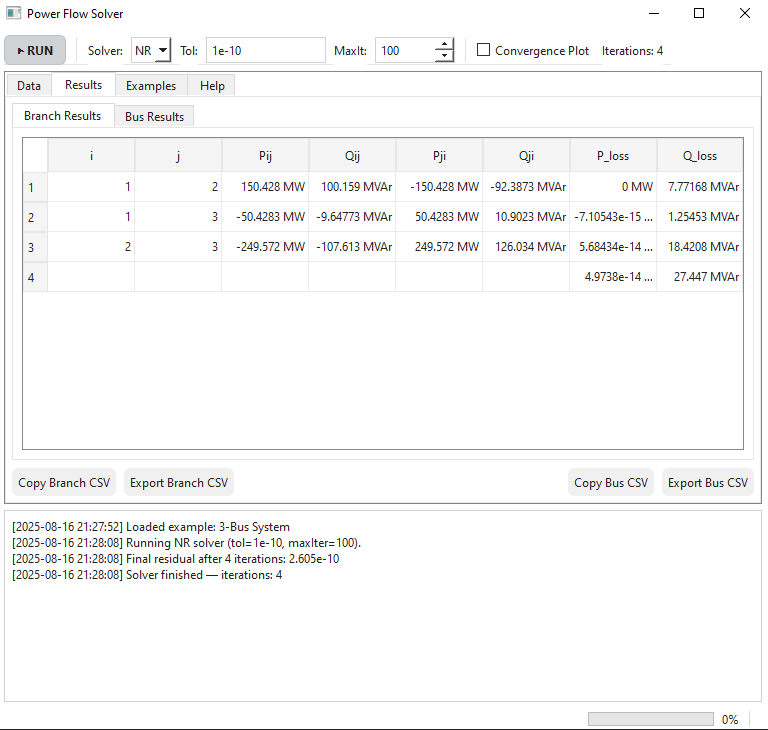 Power Flow Solver
RUN Solver: NR Tol: 1e-10 MaxIt: 100 Convergence Plot Iterations: 4
Data Results Examples Help
Branch Results Bus Results
i j Pij Qij Pji Qji P_loss Q_loss
1 1 2 150.428 MW 100.159 MVAr -150.428 MW -92.3873 MVAr 0 MW 7.77168 MVAr
2 1 3 -50.4283 MW -9.64773 MVAr 50.4283 MW 10.9023 MVAr -7.10543e-15 ... 1.25453 MVAr
3 2 3 -249.572 MW -107.613 MVAr 249.572 MW 126.034 MVAr 5.68434e-14 ... 18.4208 MVAr
4 4.9738e-14 ... 27.447 MVAr
Copy Branch CSV Export Branch CSV Copy Bus CSV Export Bus CSV
[2025-08-16 21:27:52] Loaded example: 3-Bus System
[2025-08-16 21:28:08] Running NR solver (tol=1e-10, maxIter=100).
[2025-08-16 21:28:08] Final residual after 4 iterations: 2.605e-10
[2025-08-16 21:28:08] Solver finished — iterations: 4
0%